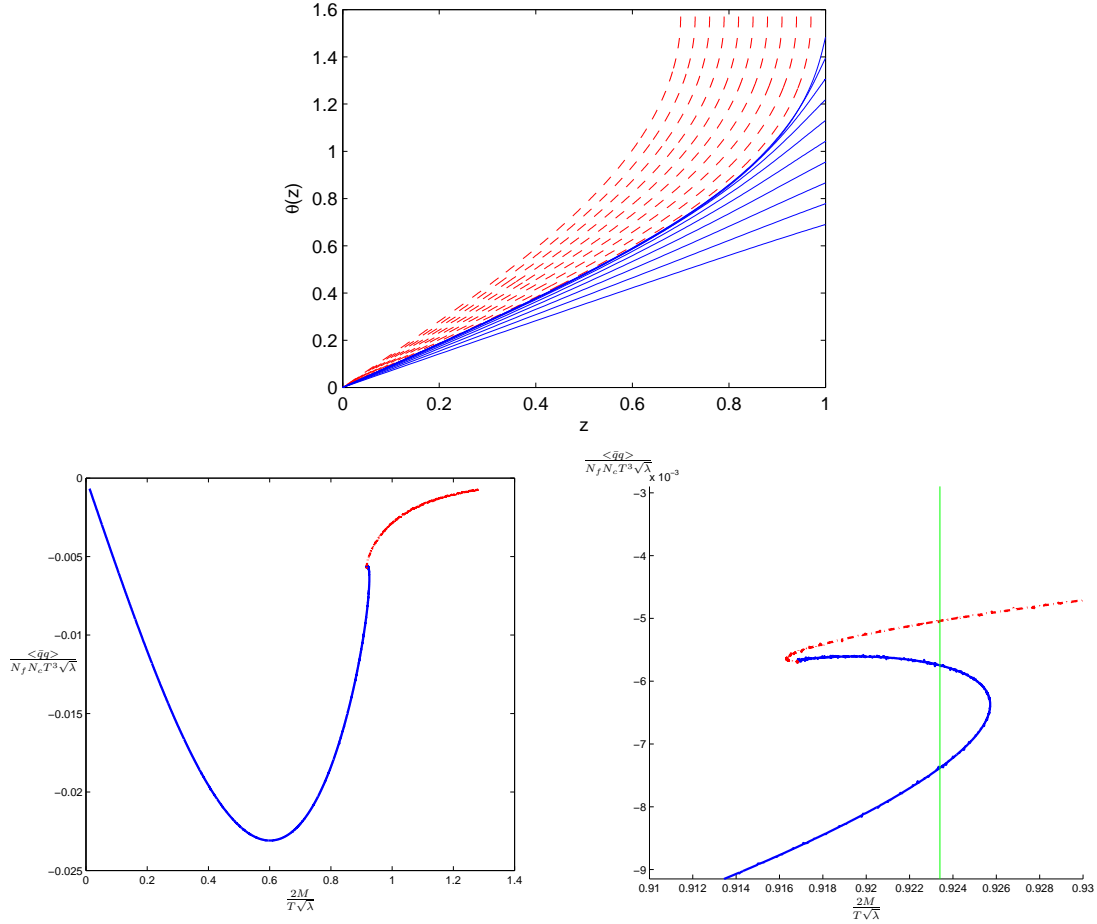 1.6
1.4
1.2
1
0.8
0.6
0.4
0.2
0
θ(z)
0 0.2 0.4 0.6 0.8 1
z
0
−0.005
−0.01
−0.015
−0.02
−0.025
<q̄q>
N_f N_c T³√λ
0 0.2 0.4 0.6 0.8 1 1.2 1.4
2M
T√λ
<q̄q>
N_f N_c T³√λ
x 10⁻³
−3
−4
−5
−6
−7
−8
−9
0.91 0.912 0.914 0.916 0.918 0.92 0.922 0.924 0.926 0.928 0.93
2M
T√λ